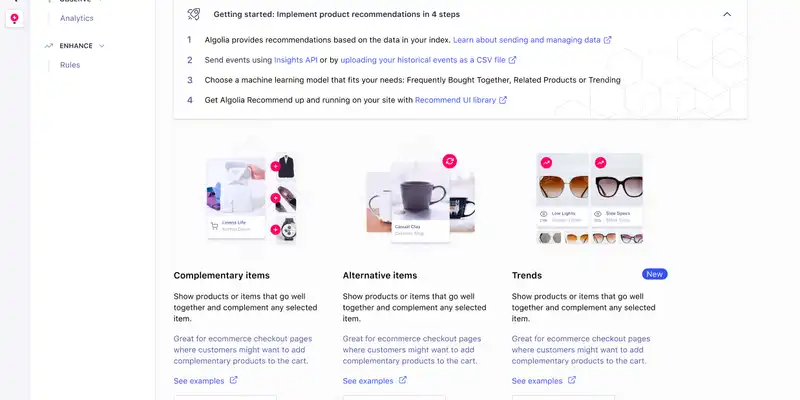 OBSERVE
Analytics
ENHANCE
Rules
Getting started: Implement product recommendations in 4 steps
1 Algolia provides recommendations based on the data in your index. Learn about sending and managing data
2 Send events using Insights API or by uploading your historical events as a CSV file
3 Choose a machine learning model that fits your needs: Frequently Bought Together, Related Products or Trending
4 Get Algolia Recommend up and running on your site with Recommend UI library
Casual Clay
Complementary items
Show products or items that go well
together and complement any selected
item.
Great for ecommerce checkout pages
where customers might want to add
complementary products to the cart.
See examples
Alternative items
Show products or items that go well
together and complement any selected
item.
Great for ecommerce checkout pages
where customers might want to add
complementary products to the cart.
See examples
Trends
New
Show products or items that go well
together and complement any selected
item.
Great for ecommerce checkout pages
where customers might want to add
complementary products to the cart.
See examples